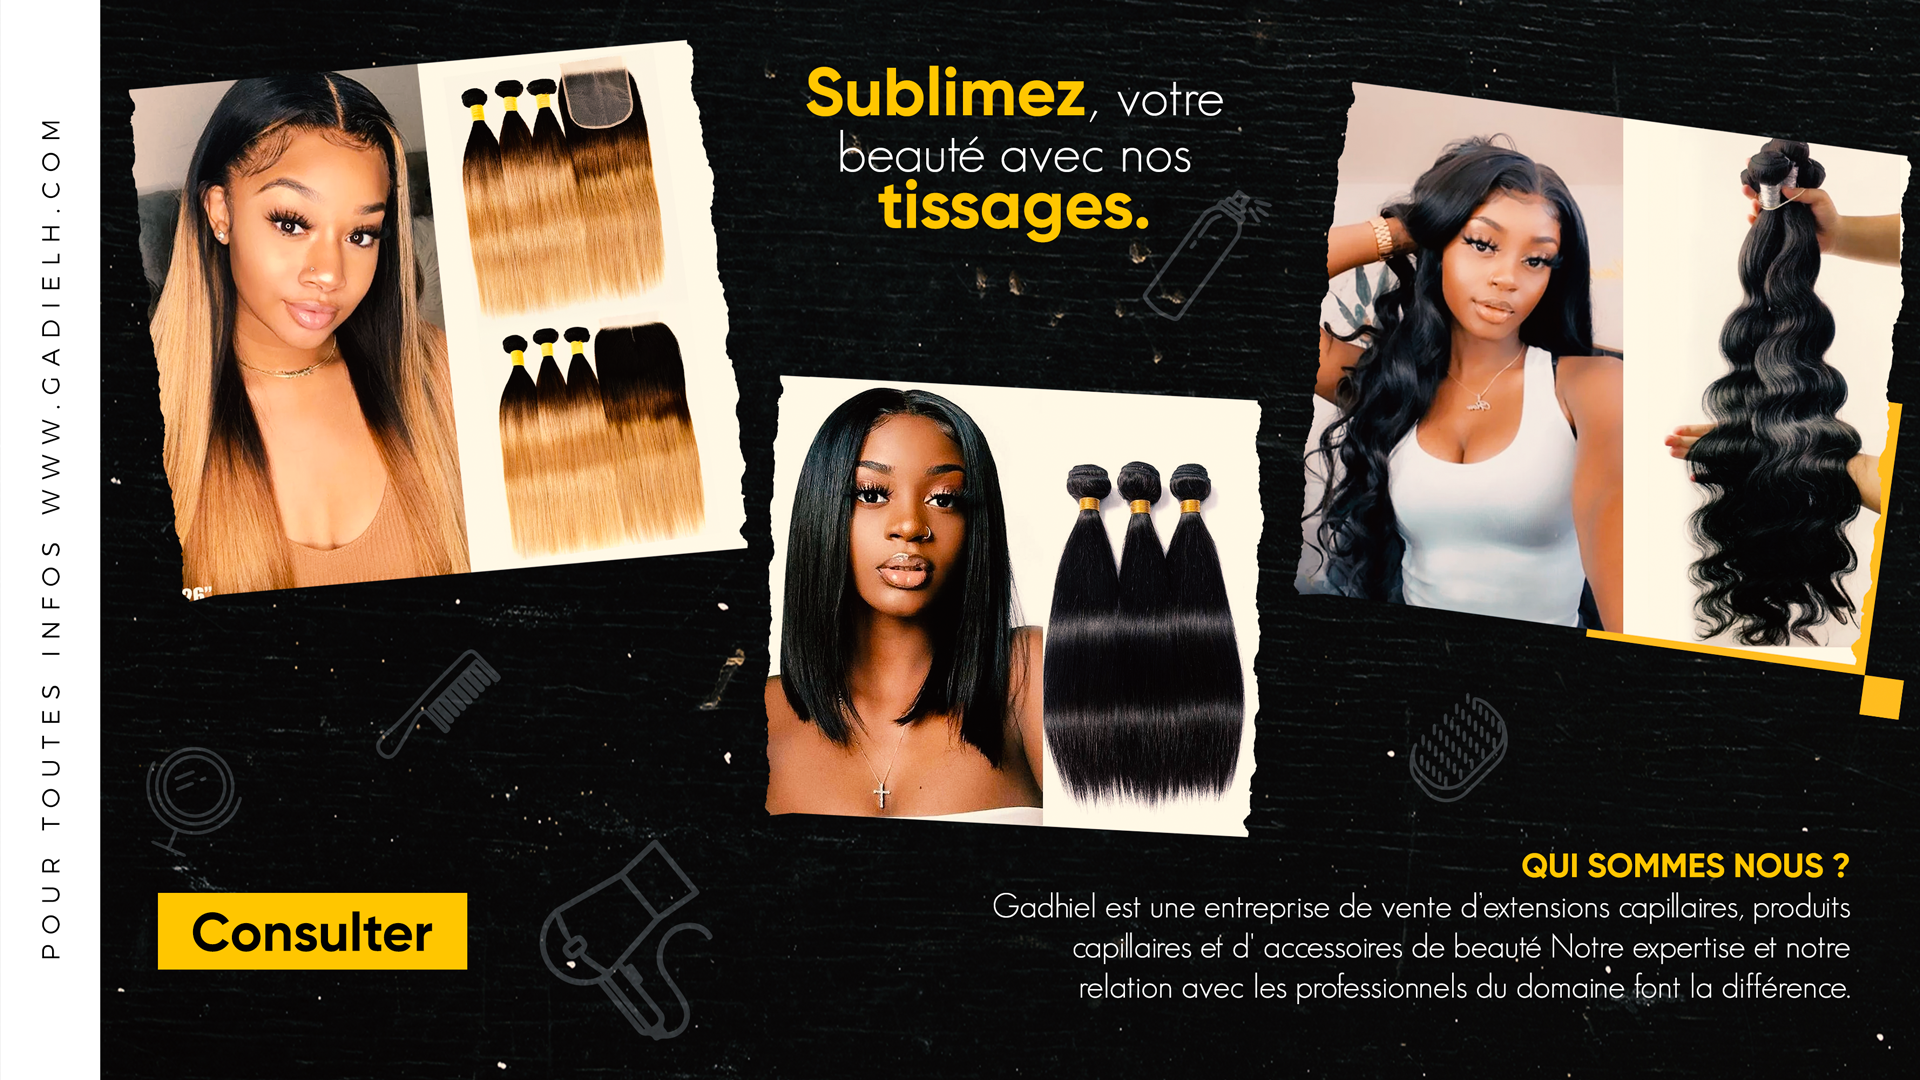 POUR TOUTES INFOS WWW.GADIELH.COM
Sublimez, votre
beauté avec nos
tissages.
26"
Consulter
QUI SOMMES NOUS ?
Gadhiel est une entreprise de vente d'extensions capillaires, produits
capillaires et d' accessoires de beauté Notre expertise et notre
relation avec les professionnels du domaine font la différence.